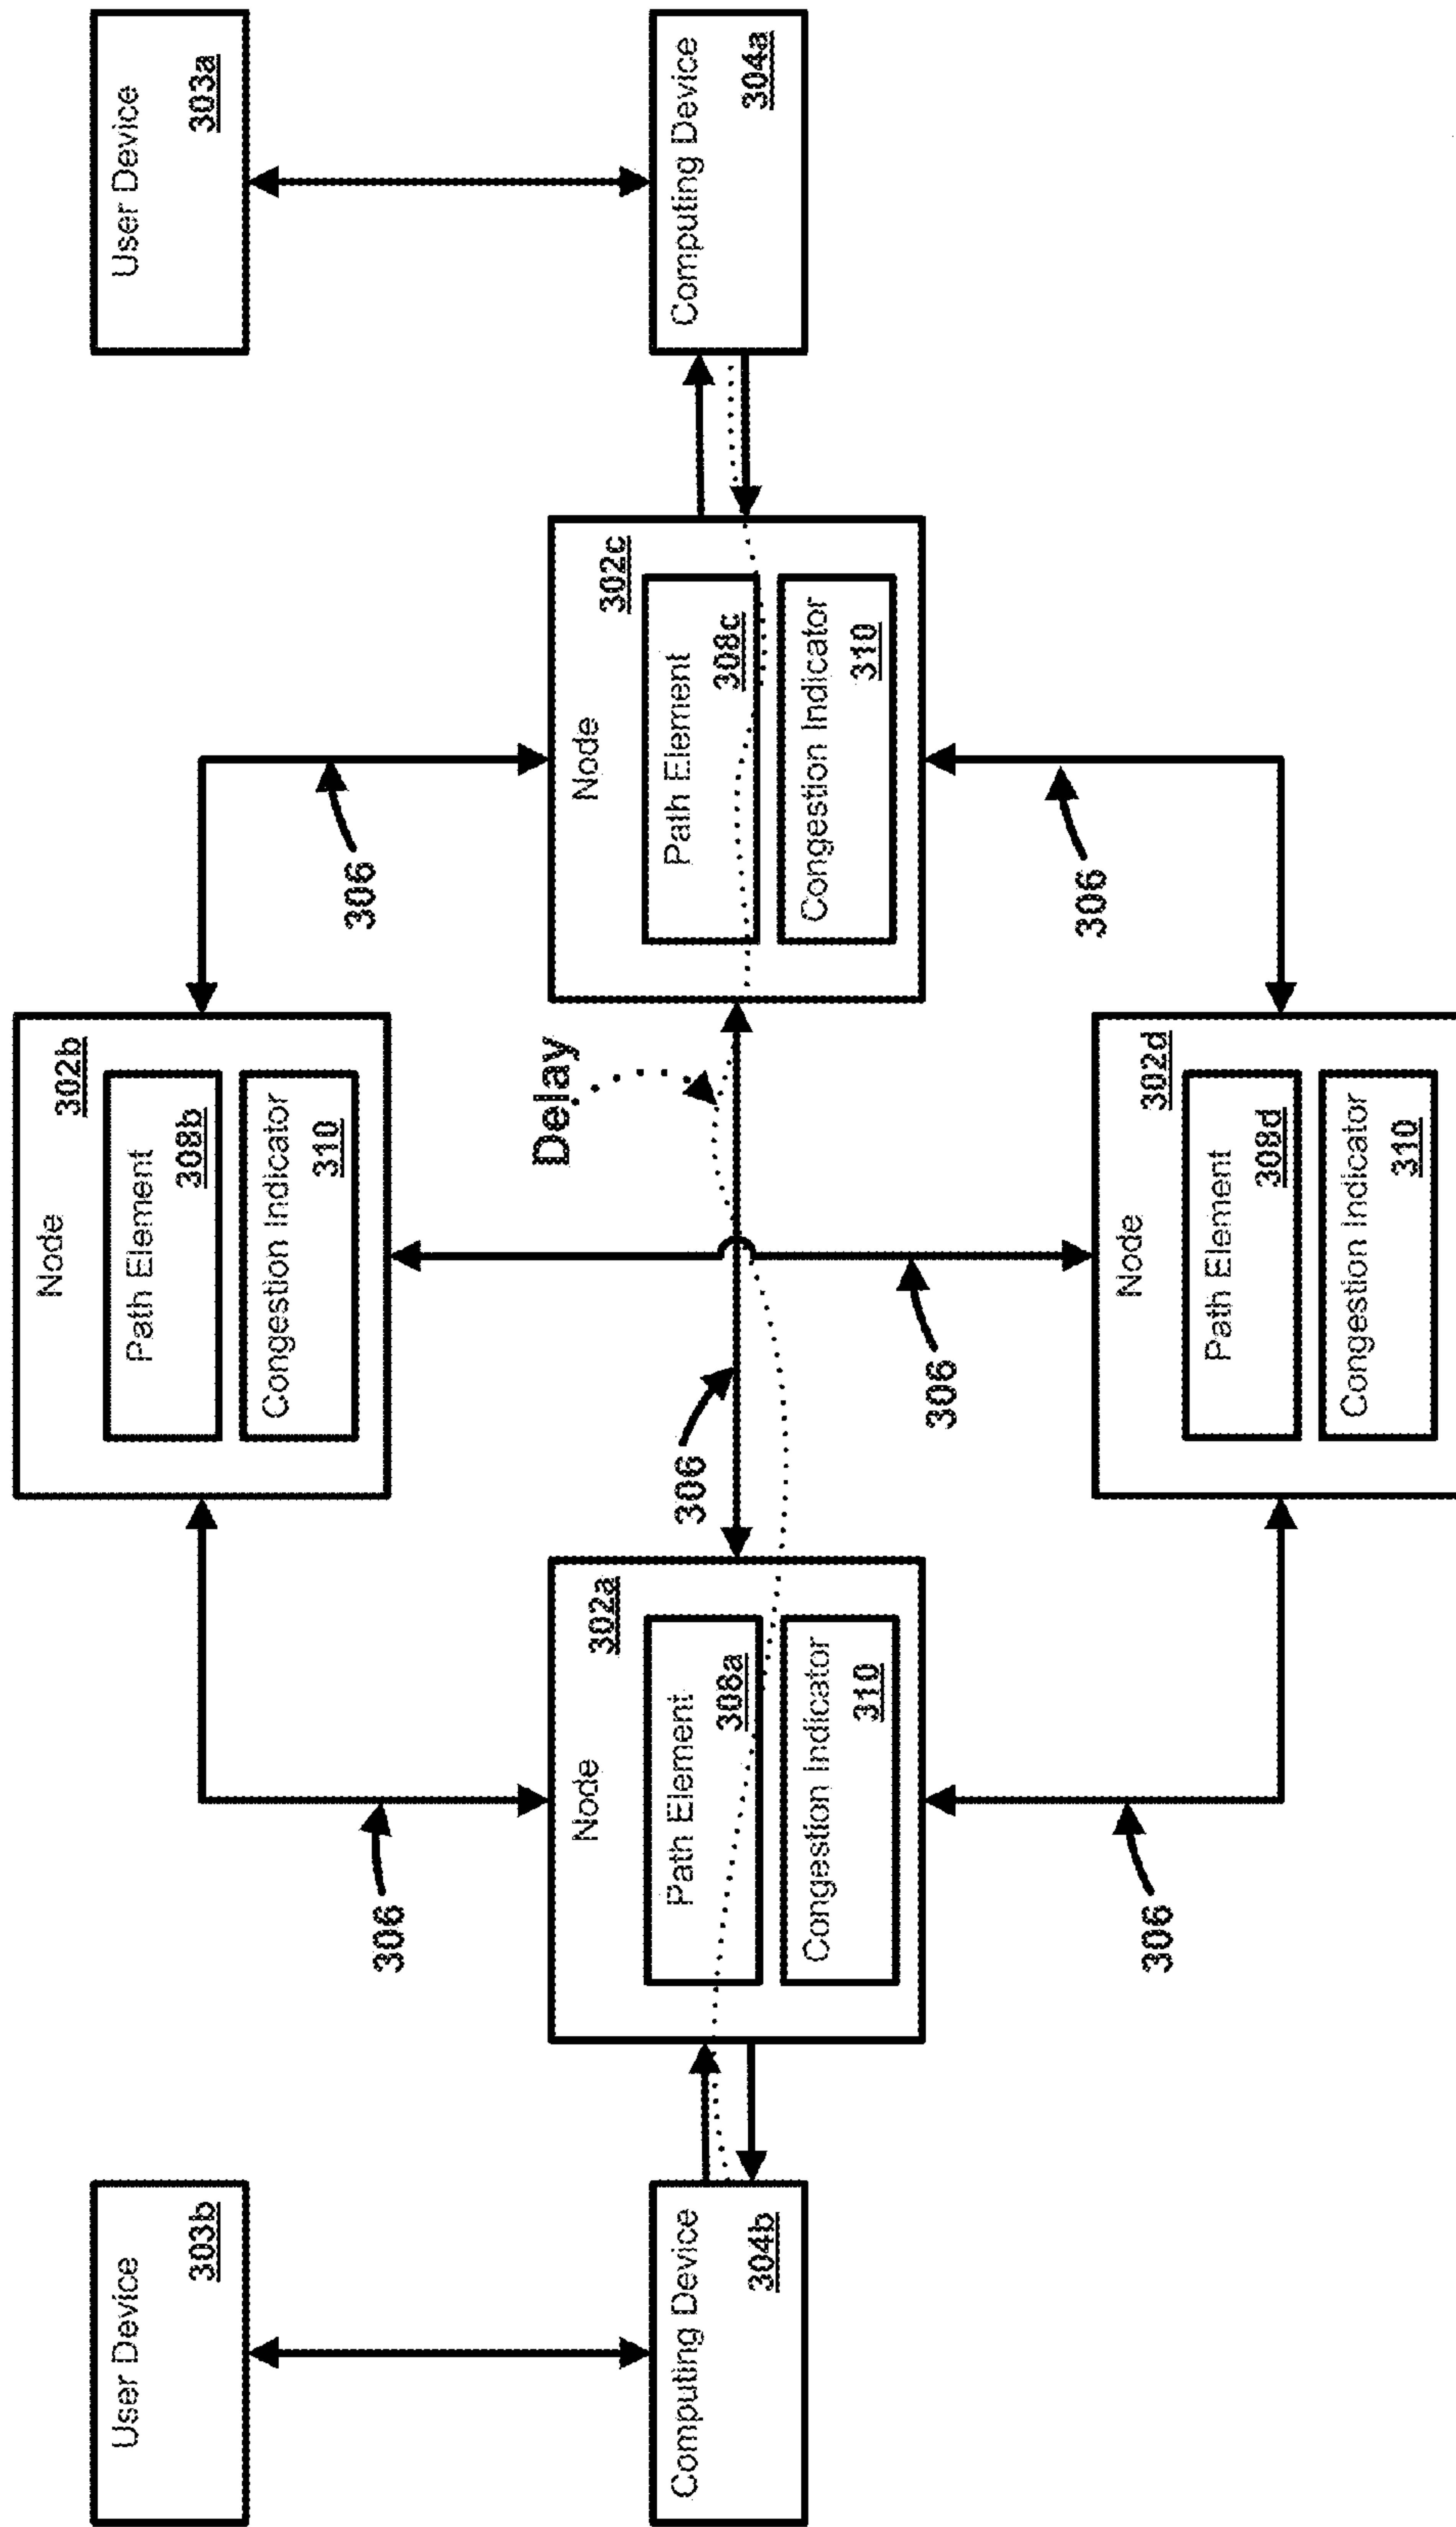 User Device
303b
User Device
303a
Node
302b
Path Element
308b
Congestion Indicator
310
306
306
Delay
Computing Device
304b
Node
302a
Path Element
308a
Congestion Indicator
310
306
306
Node
302c
Path Element
308c
Congestion Indicator
310
Computing Device
304a
306
306
Node
302d
Path Element
308d
Congestion Indicator
310